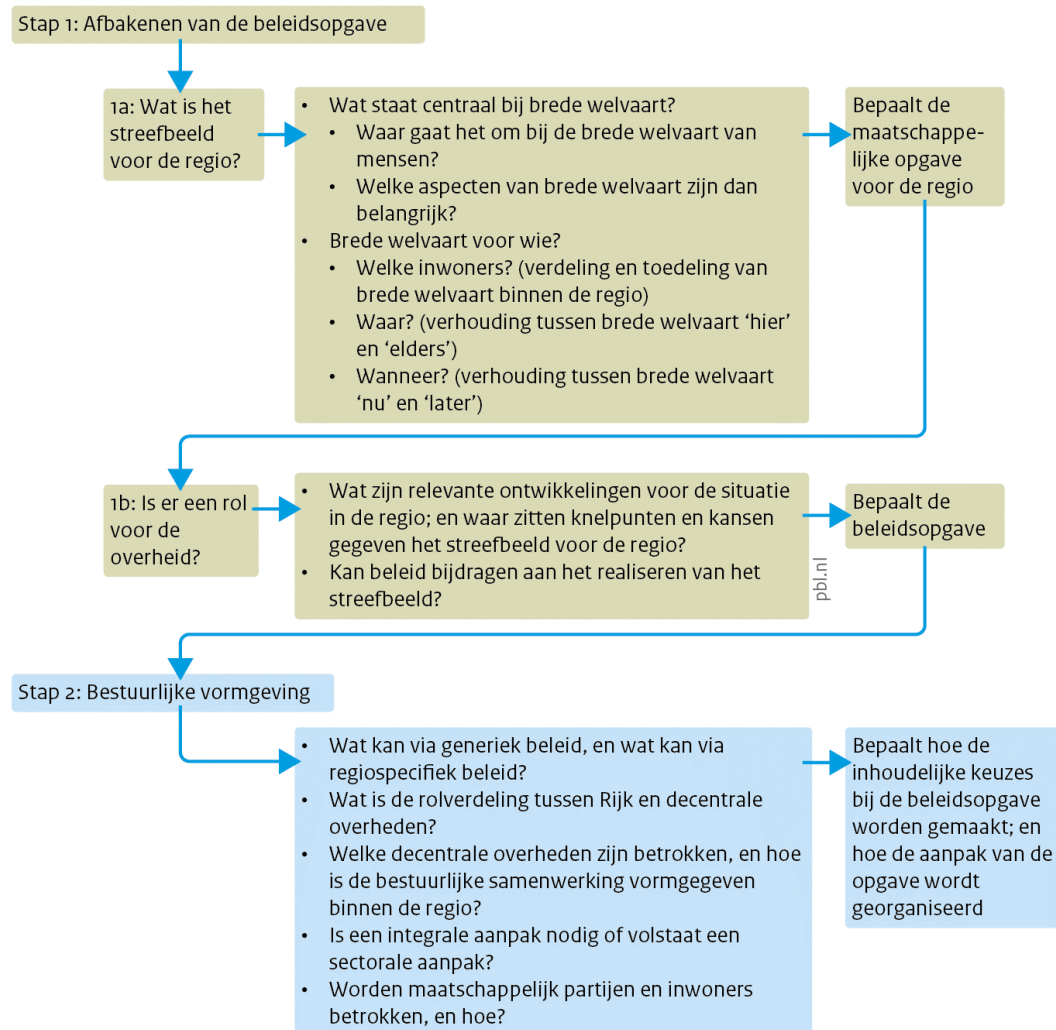 Stap 1: Afbakenen van de beleidsopgave
1a: Wat is het
streefbeeld
voor de regio?
• Wat staat centraal bij brede welvaart?
• Waar gaat het om bij de brede welvaart van
mensen?
• Welke aspecten van brede welvaart zijn dan
belangrijk?
• Brede welvaart voor wie?
• Welke inwoners? (verdeling en toedeling van
brede welvaart binnen de regio)
• Waar? (verhouding tussen brede welvaart ‘hier’
en ‘elders’)
• Wanneer? (verhouding tussen brede welvaart
‘nu’ en ‘later’)
Bepaalt de
maatschappe-
lijke opgave
voor de regio
1b: Is er een rol
voor de
overheid?
• Wat zijn relevante ontwikkelingen voor de situatie
in de regio; en waar zitten knelpunten en kansen
gegeven het streefbeeld voor de regio?
• Kan beleid bijdragen aan het realiseren van het
streefbeeld?
Bepaalt de
beleidsopgave
pbl.nl
Stap 2: Bestuurlijke vormgeving
• Wat kan via generiek beleid, en wat kan via
regiospecifiek beleid?
• Wat is de rolverdeling tussen Rijk en decentrale
overheden?
• Welke decentrale overheden zijn betrokken, en hoe
is de bestuurlijke samenwerking vormgegeven
binnen de regio?
• Is een integrale aanpak nodig of volstaat een
sectorale aanpak?
• Worden maatschappelijk partijen en inwoners
betrokken, en hoe?
Bepaalt hoe de
inhoudelijke keuzes
bij de beleidsopgave
worden gemaakt; en
hoe de aanpak van de
opgave wordt
georganiseerd